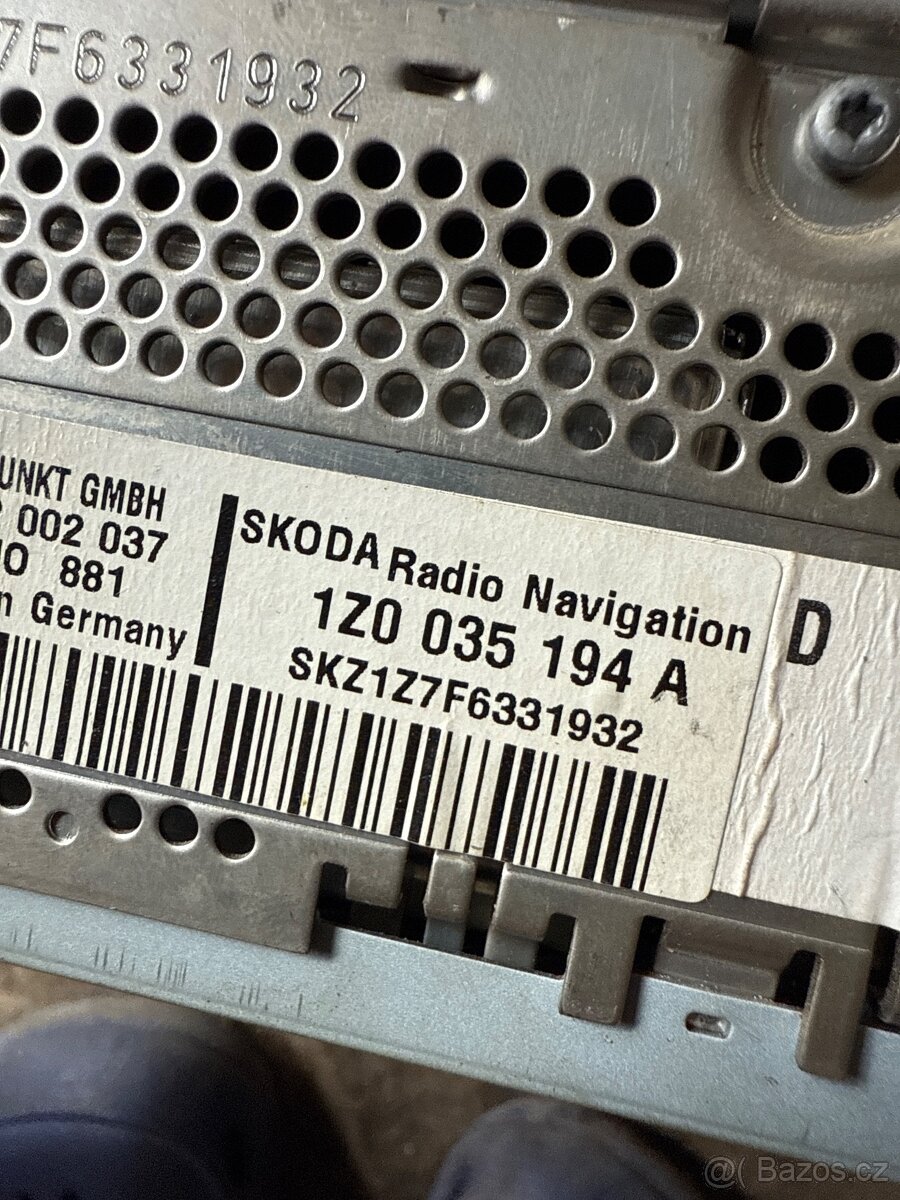 7F6331932
UNKT GMBH
002 037
881
n Germany
SKODA Radio Navigation
1Z0 035 194 A
SKZ1Z7F6331932
D
@( Bazos.cz